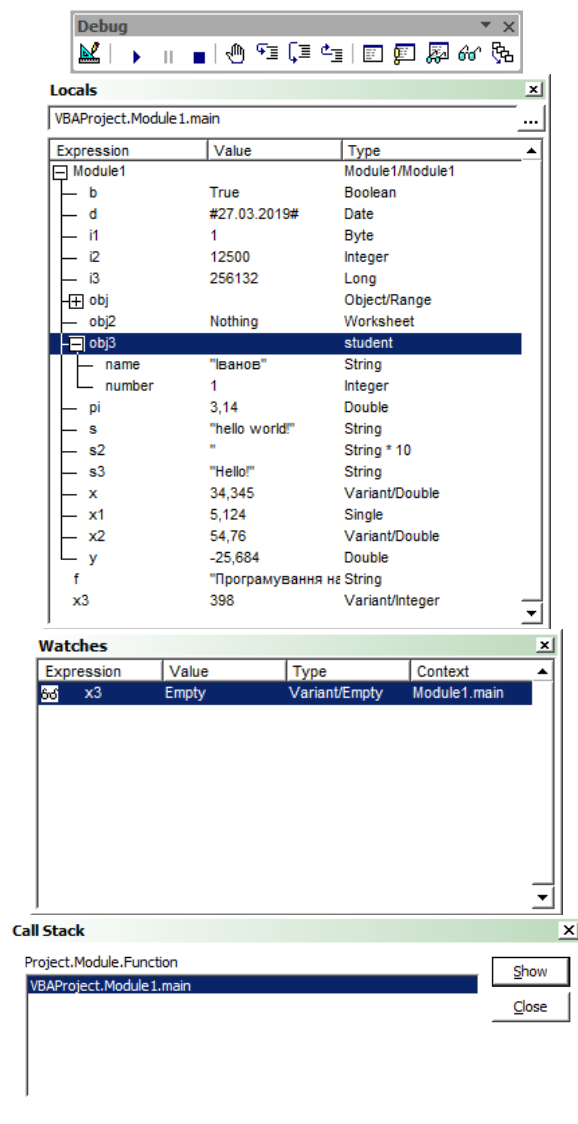 Debug
Locals
VBAProject.Module1.main
...
Expression Value Type
Module1 Module1/Module1
b True Boolean
d #27.03.2019# Date
i1 1 Byte
i2 12500 Integer
i3 256132 Long
obj Object/Range
obj2 Nothing Worksheet
obj3 student
name "Іванов" String
number 1 Integer
pi 3,14 Double
s "hello world!" String
s2 " String * 10
s3 "Hello!" String
x 34,345 Variant/Double
x1 5,124 Single
x2 54,76 Variant/Double
y -25,684 Double
f "Програмування на String
x3 398 Variant/Integer
Watches
Expression Value Type Context
x3 Empty Variant/Empty Module1.main
Call Stack
Project.Module.Function
Show
VBAProject.Module1.main
Close